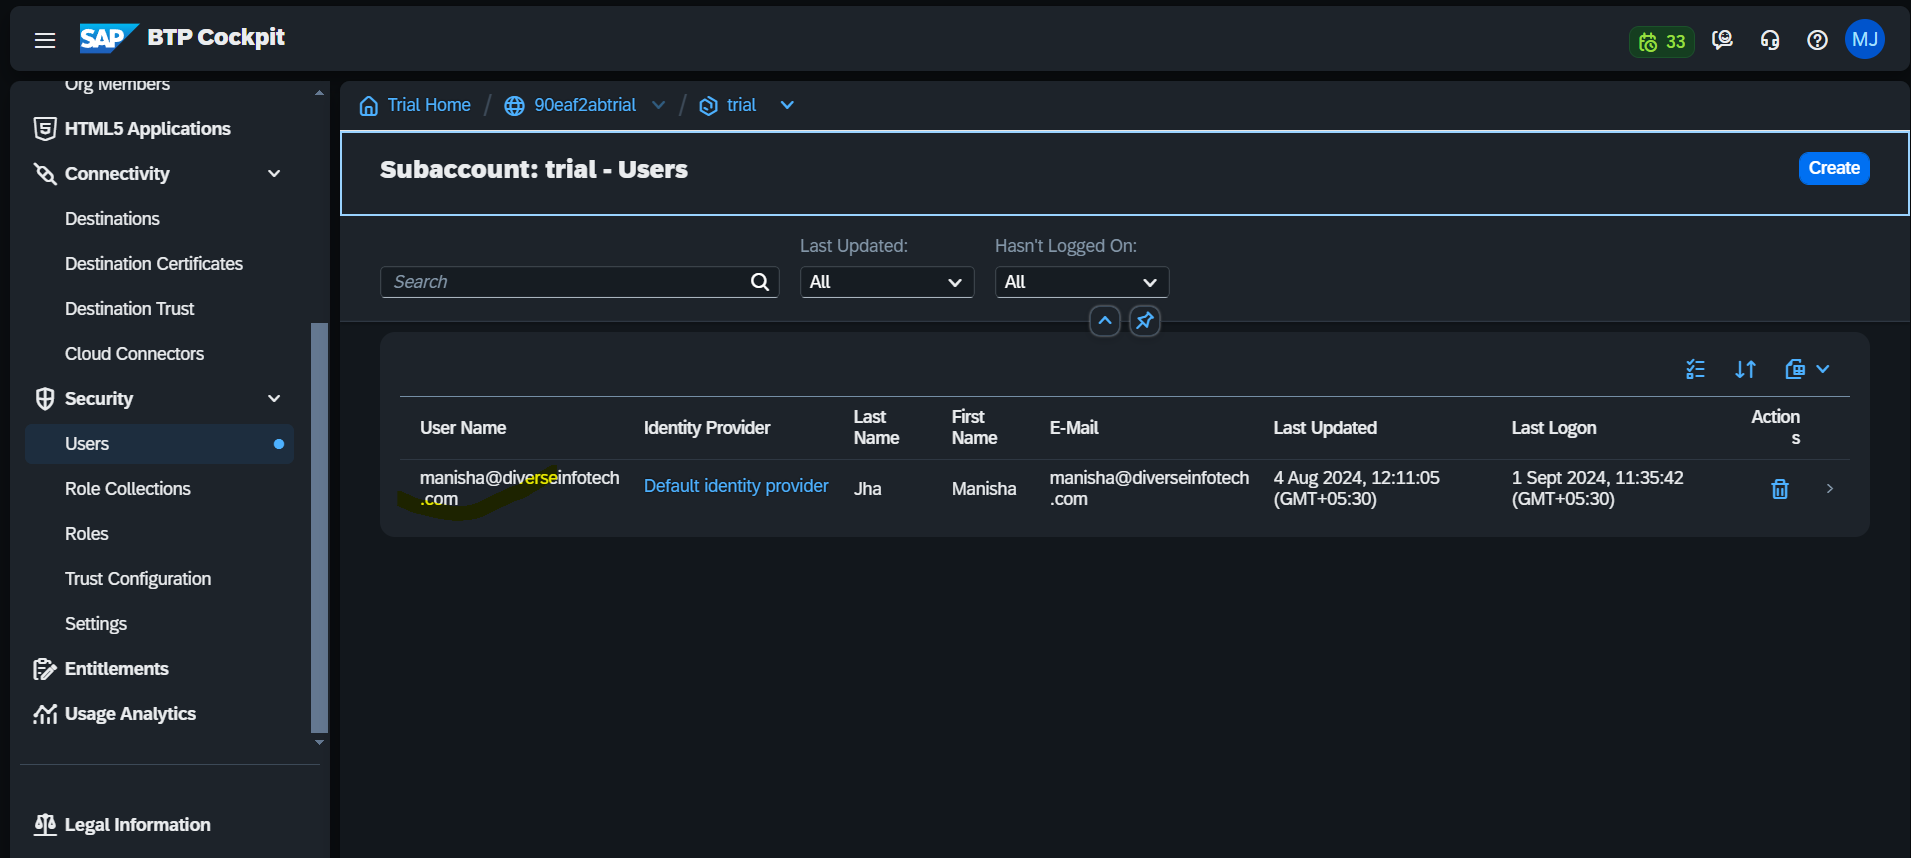 SAP BTP Cockpit
33
MJ
Org Members
HTML5 Applications
Connectivity
Destinations
Destination Certificates
Destination Trust
Cloud Connectors
Security
Users
Role Collections
Roles
Trust Configuration
Settings
Entitlements
Usage Analytics
Legal Information
Trial Home / 90eaf2abtrial / trial
Subaccount: trial - Users
Create
Last Updated:
Hasn't Logged On:
Search
All
All
User Name
Identity Provider
Last
Name
First
Name
E-Mail
Last Updated
Last Logon
Action
s
manisha@diverseinfotech
.com
Default identity provider
Jha
Manisha
manisha@diverseinfotech
.com
4 Aug 2024, 12:11:05
(GMT+05:30)
1 Sept 2024, 11:35:42
(GMT+05:30)